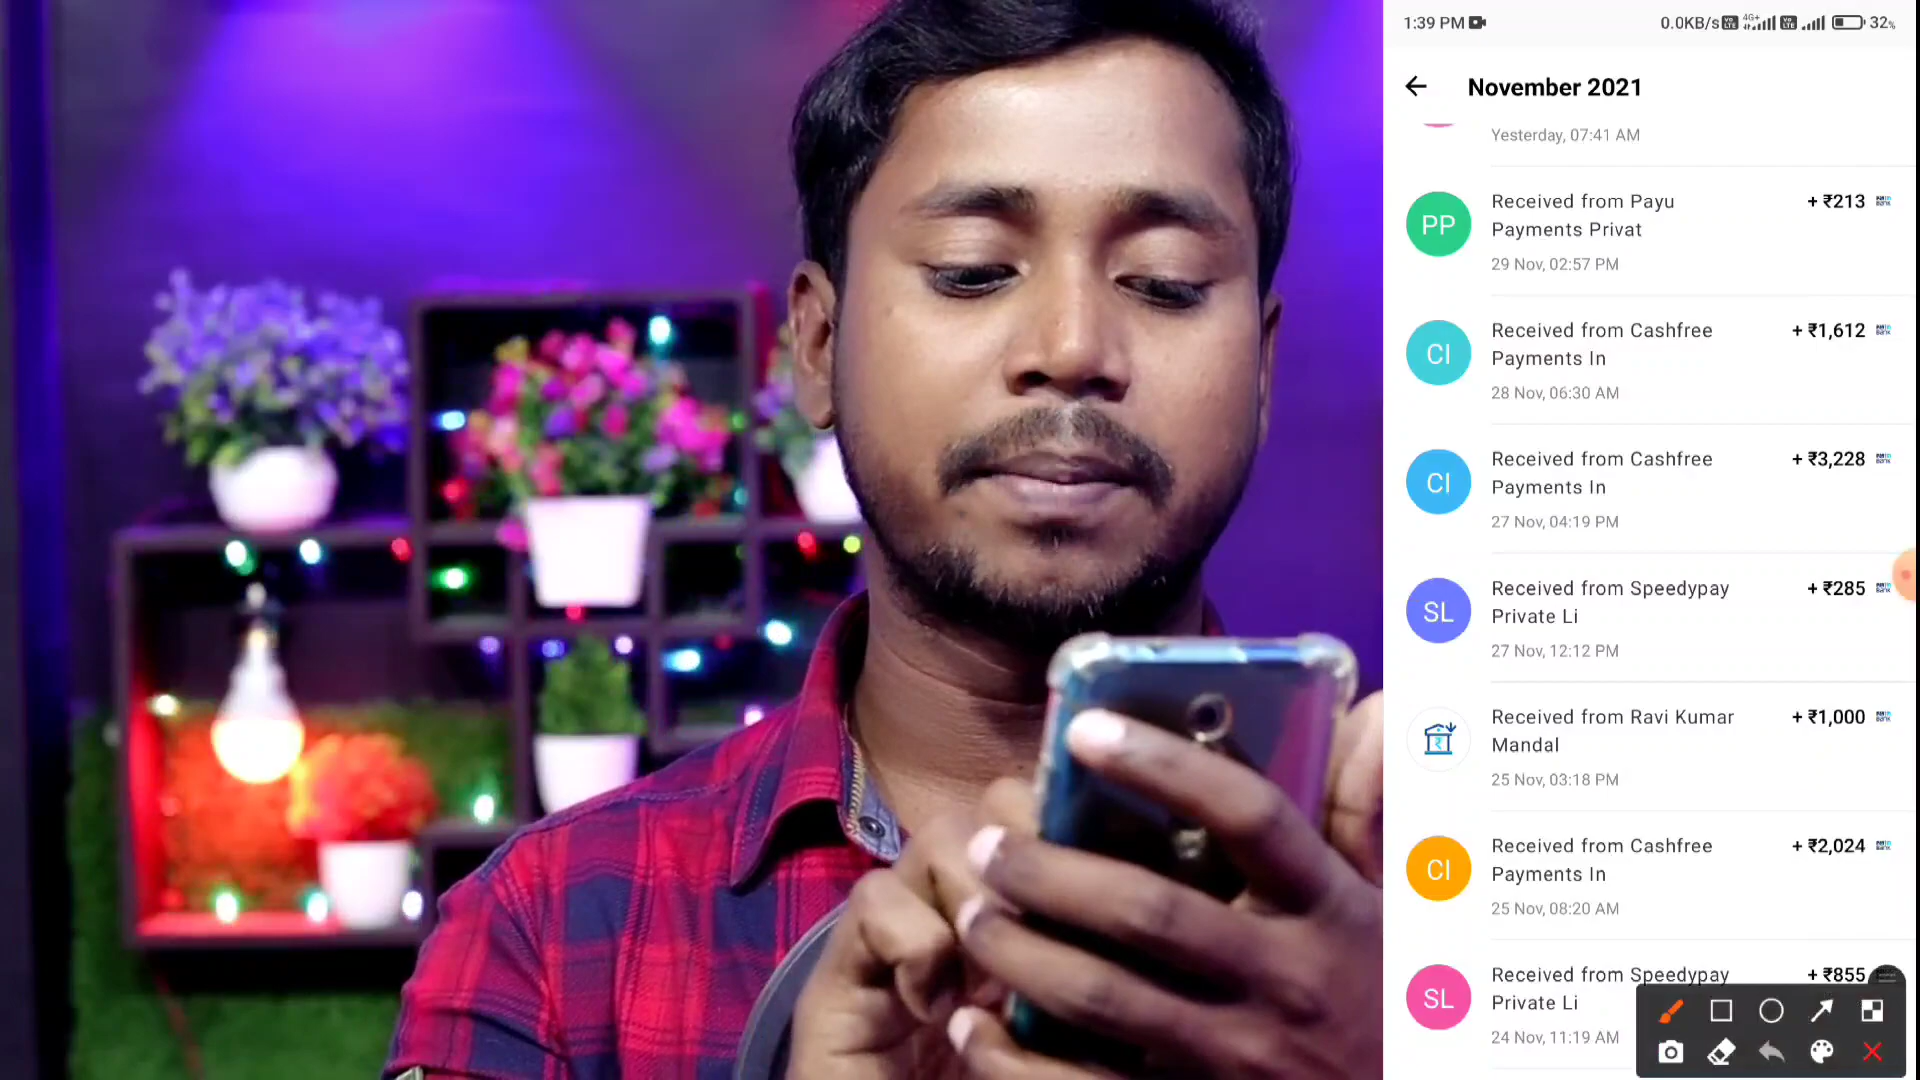 1:39 PM
0.0KB/s
4G+
32%
November 2021
Yesterday, 07:41 AM
PP
Received from Payu
Payments Privat
+ ₹213
29 Nov, 02:57 PM
CI
Received from Cashfree
Payments In
+ ₹1,612
28 Nov, 06:30 AM
CI
Received from Cashfree
Payments In
+ ₹3,228
27 Nov, 04:19 PM
SL
Received from Speedypay
Private Li
+ ₹285
27 Nov, 12:12 PM
Received from Ravi Kumar
Mandal
+ ₹1,000
25 Nov, 03:18 PM
CI
Received from Cashfree
Payments In
+ ₹2,024
25 Nov, 08:20 AM
SL
Received from Speedypay
Private Li
+ ₹855
24 Nov, 11:19 AM